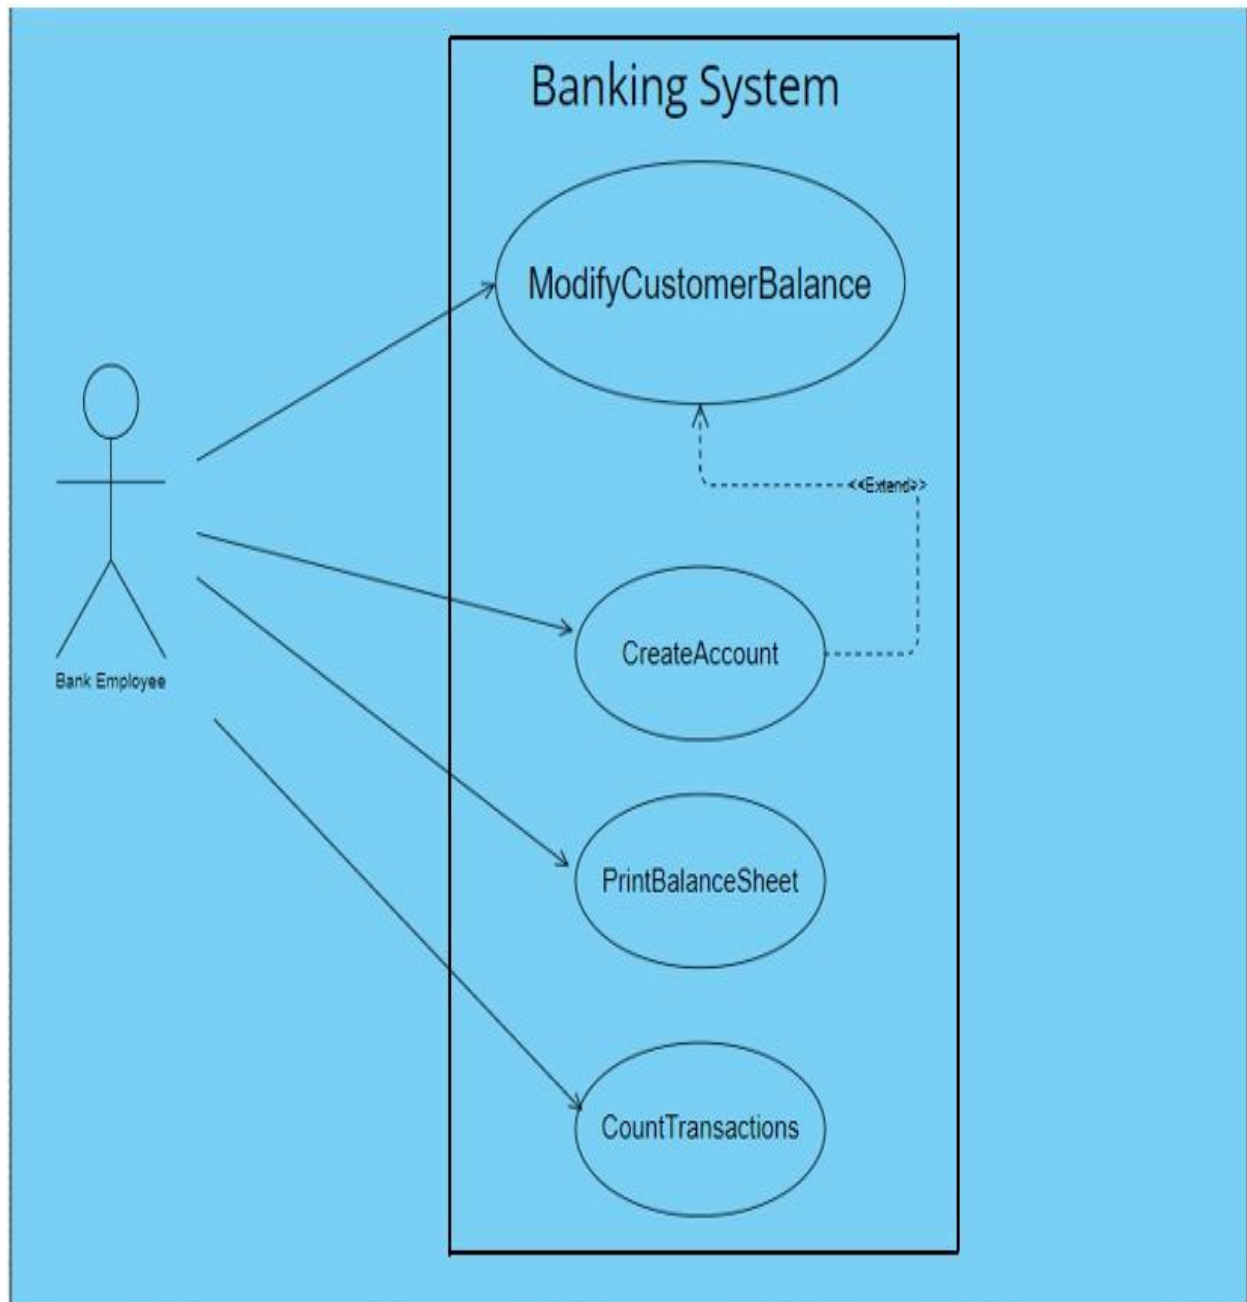 Banking System
ModifyCustomerBalance
<<Extend>>
CreateAccount
Bank Employee
PrintBalanceSheet
CountTransactions